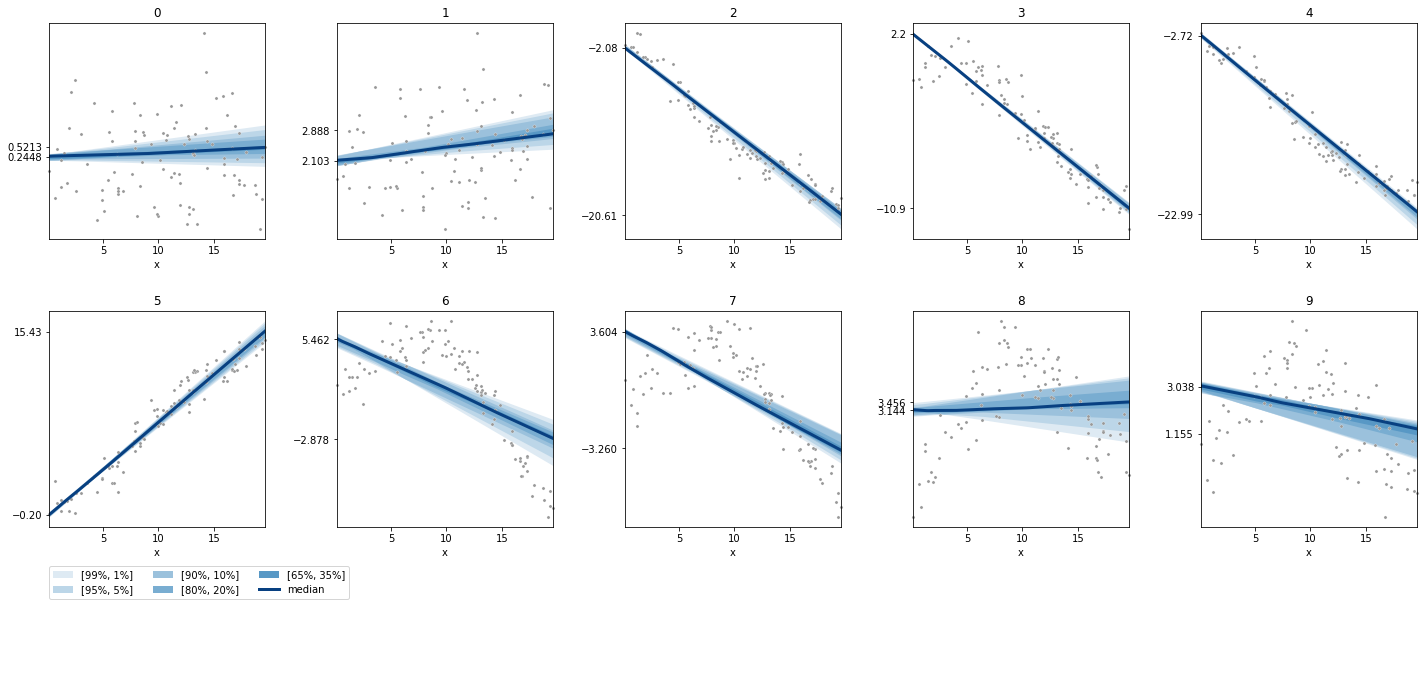 0
1
2
3
4
0.5213
0.2448
2.888
2.103
−2.08
−20.61
2.2
−10.9
−2.72
−22.99
5 10 15
5 10 15
5 10 15
5 10 15
5 10 15
x
x
x
x
x
5
6
7
8
9
15.43
−0.20
5.462
−2.878
3.604
−3.260
3.456
3.144
3.038
1.155
5 10 15
5 10 15
5 10 15
5 10 15
5 10 15
x
x
x
x
x
[99%, 1%] [90%, 10%] [65%, 35%]
[95%, 5%] [80%, 20%] median